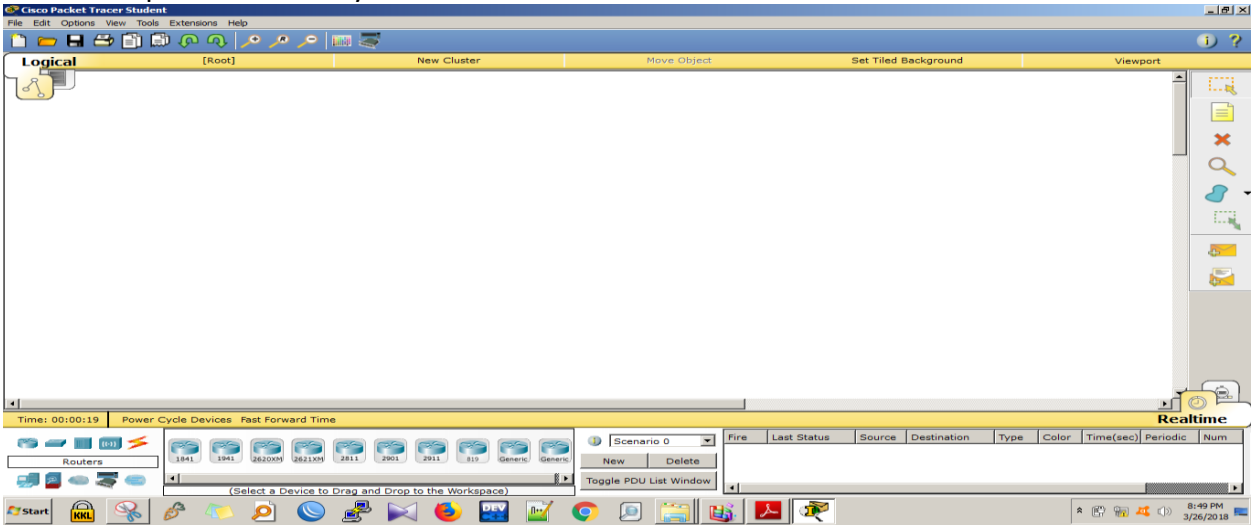 Cisco Packet Tracer Student
File Edit Options View Tools Extensions Help
Logical [Root] New Cluster Move Object Set Tiled Background Viewport
Time: 00:00:19 Power Cycle Devices Fast Forward Time Realtime
Routers
1841 1941 2620XM 2621XM 2811 2901 2911 819 Generic Generic
(Select a Device to Drag and Drop to the Workspace)
Scenario 0
New Delete
Toggle PDU List Window
Fire Last Status Source Destination Type Color Time(sec) Periodic Num
Start KKL DEV 8:49 PM
3/26/2018